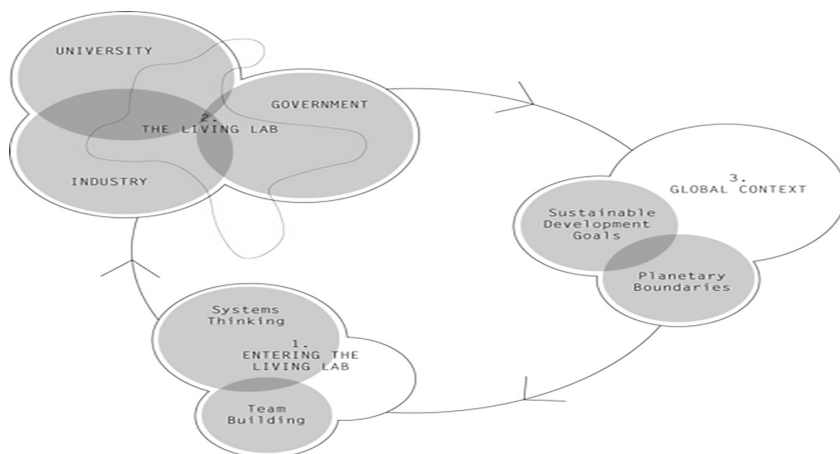 UNIVERSITY
GOVERNMENT
2.
THE LIVING LAB
INDUSTRY
3.
GLOBAL CONTEXT
Sustainable
Development
Goals
Planetary
Boundaries
Systems
Thinking
1.
ENTERING THE
LIVING LAB
Team
Building